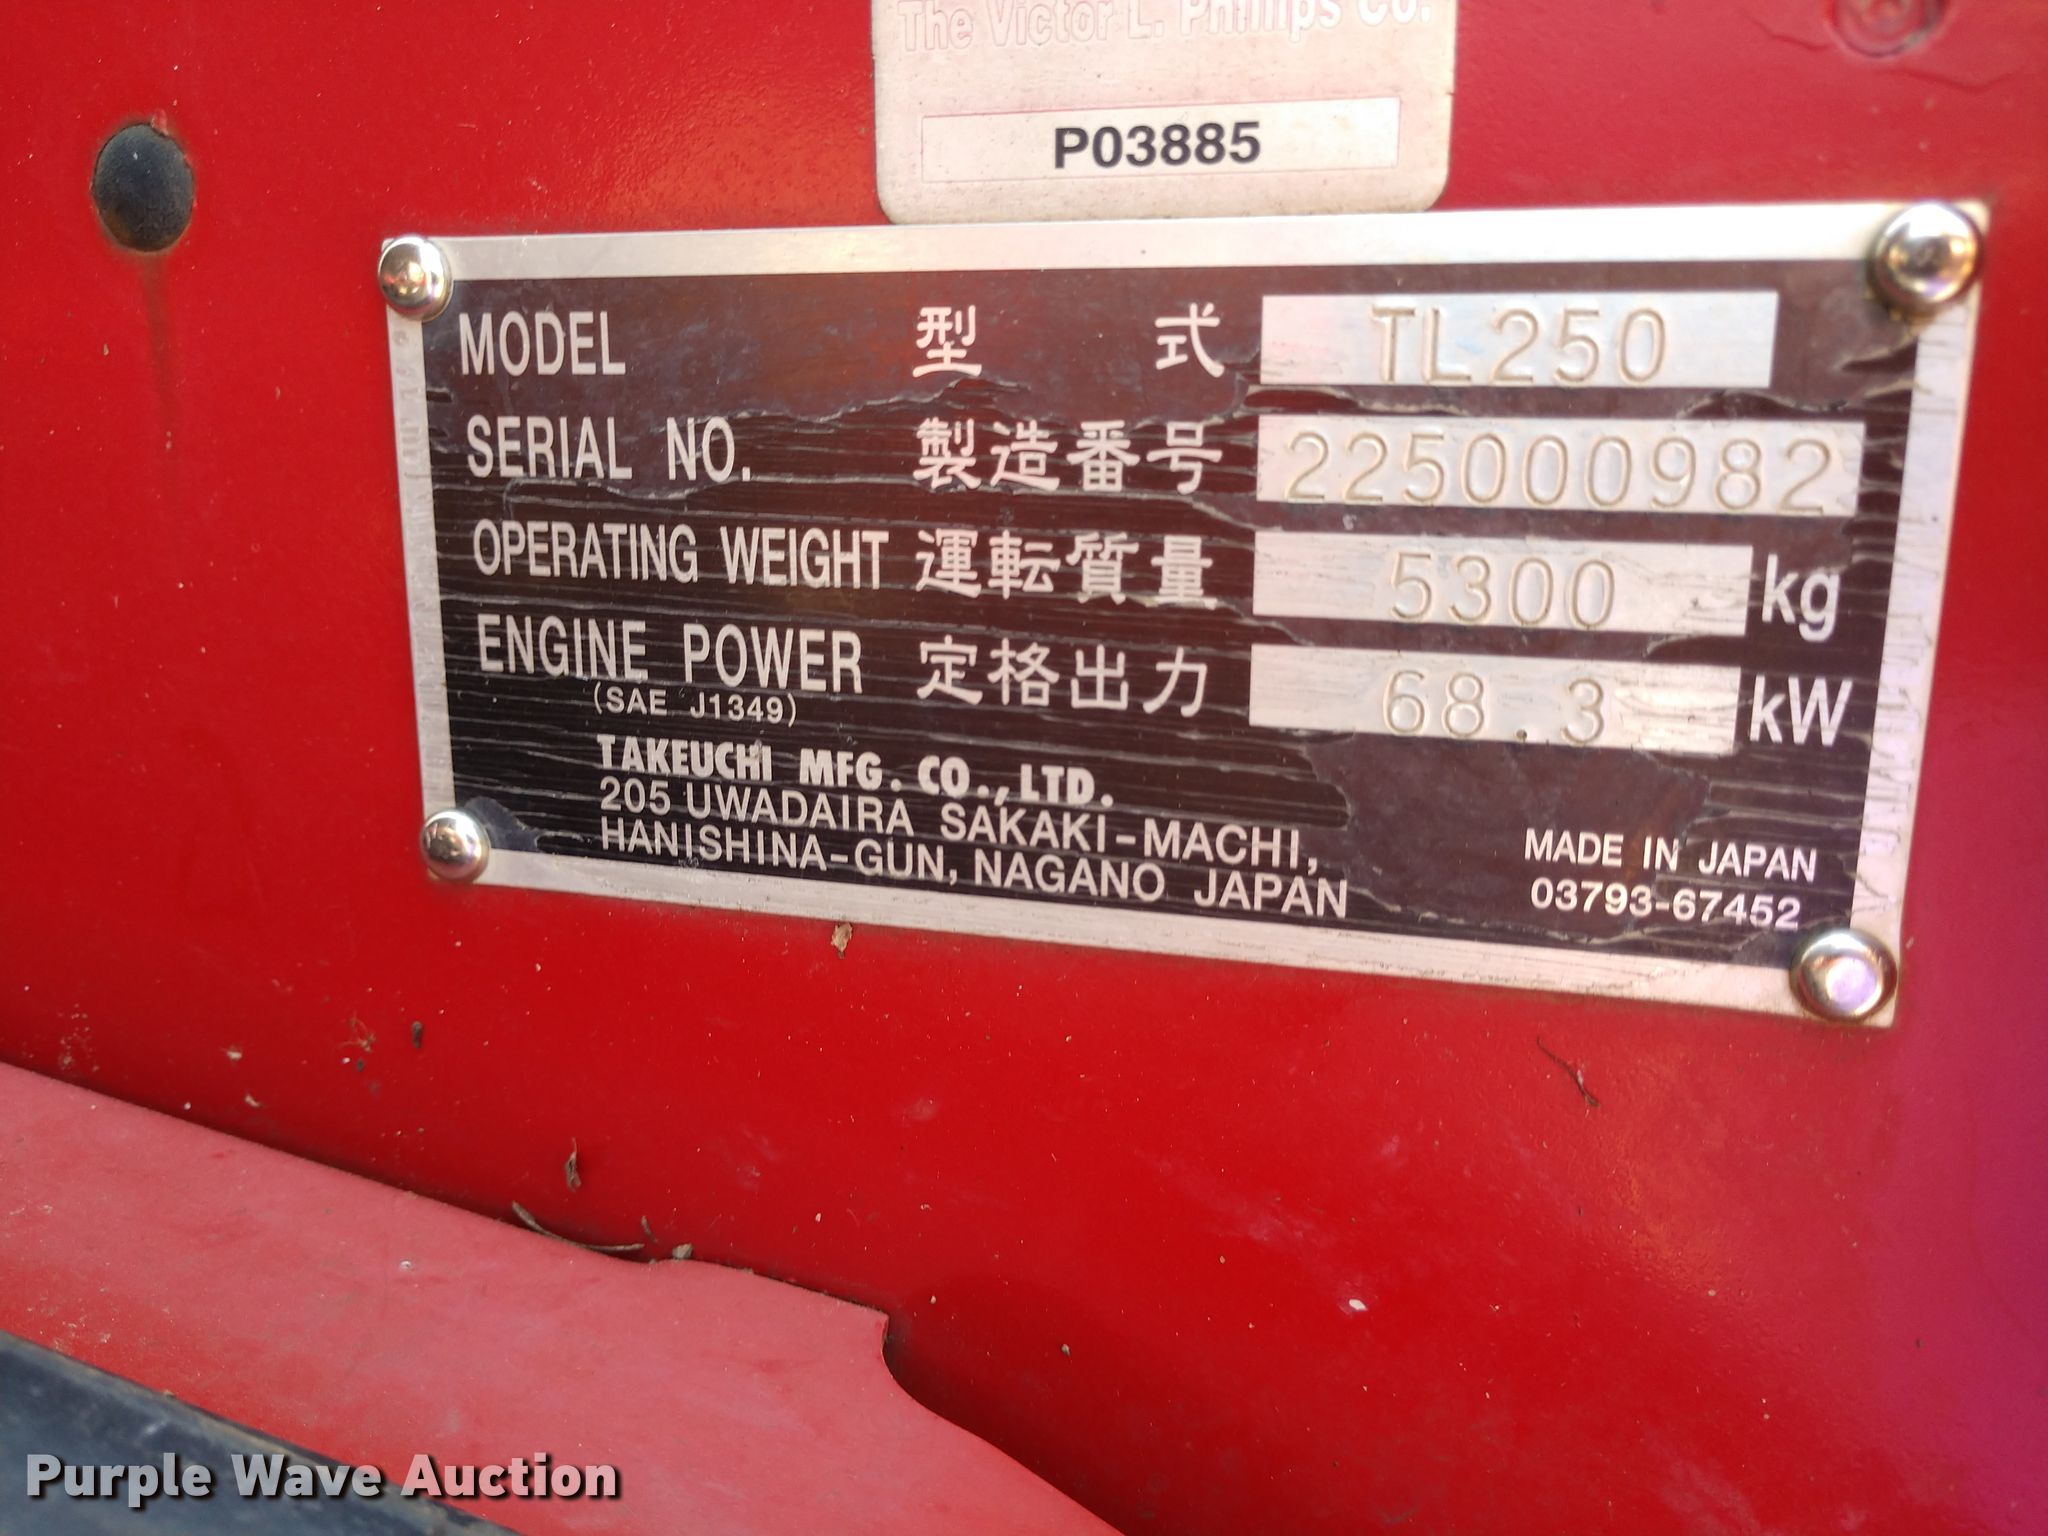 The Victor L. Phillips Co.
P03885
MODEL 型式 TL250
SERIAL NO. 製造番号 225000982
OPERATING WEIGHT 運転質量 5300 kg
ENGINE POWER 定格出力 68.3 kW
(SAE J1349)
TAKEUCHI MFG. CO., LTD.
205 UWADAIRA SAKAKI-MACHI,
HANISHINA-GUN, NAGANO JAPAN
MADE IN JAPAN
03793-67452
Purple Wave Auction